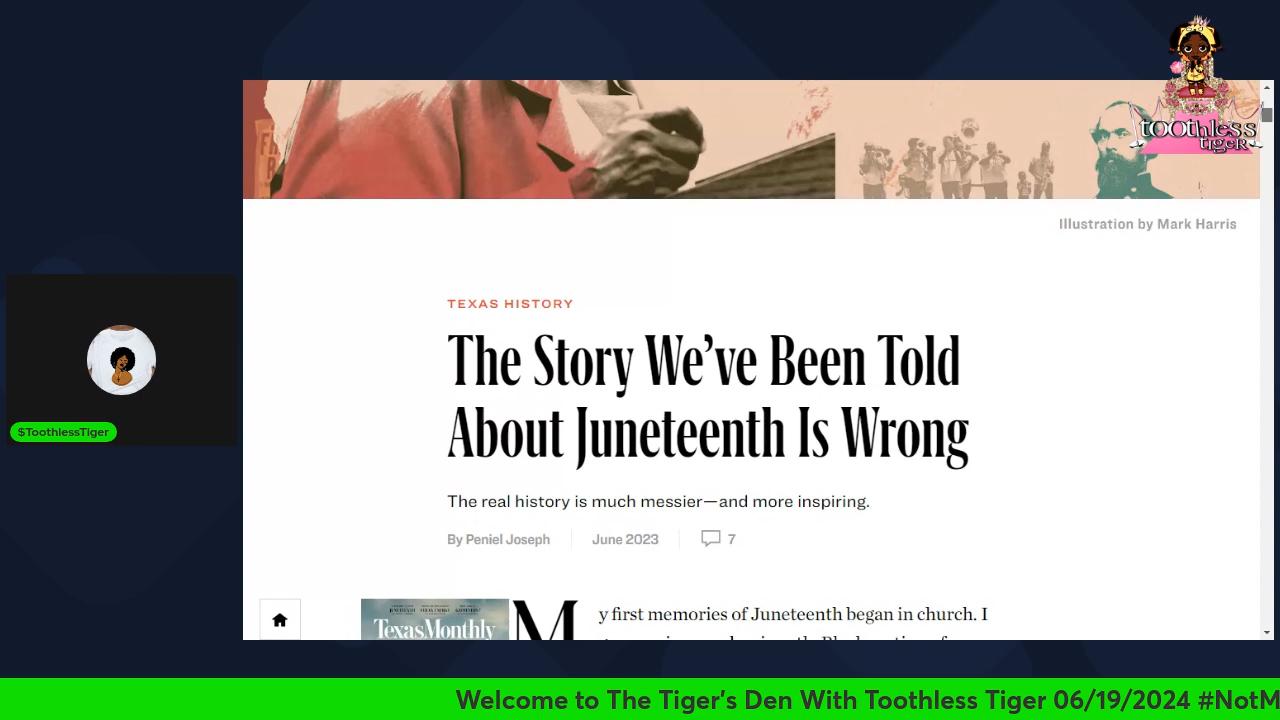 toothless
tiger
Illustration by Mark Harris
TEXAS HISTORY
The Story We’ve Been Told
About Juneteenth Is Wrong
The real history is much messier—and more inspiring.
By Peniel Joseph
June 2023
7
$ToothlessTiger
TexasMonthly
My first memories of Juneteenth began in church. I
Welcome to The Tiger's Den With Toothless Tiger 06/19/2024 #NotM